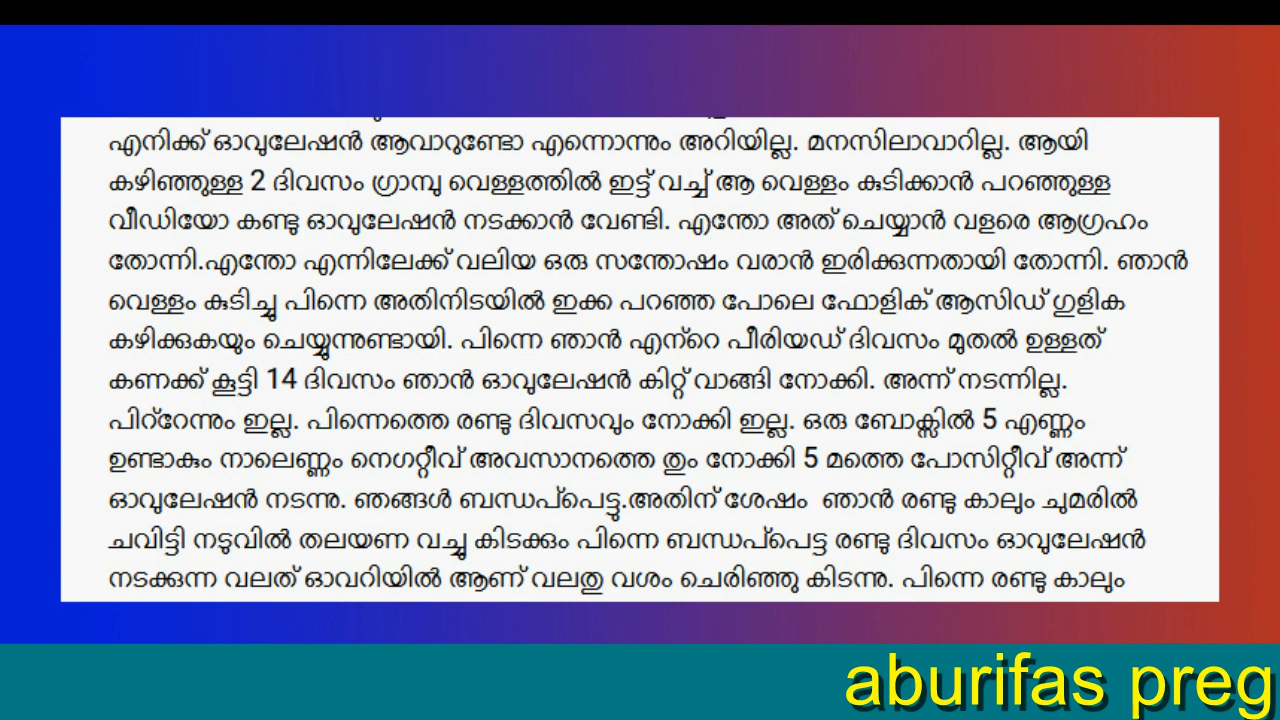 എനിക്ക് ഓവുലേഷൻ ആവാറുണ്ടോ എന്നൊന്നും അറിയില്ല. മനസിലാവാറില്ല. ആയി
കഴിഞ്ഞുള്ള 2 ദിവസം ഗ്രാമ്പു വെള്ളത്തിൽ ഇട്ട് വച്ച് ആ വെള്ളം കുടിക്കാൻ പറഞ്ഞുള്ള
വീഡിയോ കണ്ടു ഓവുലേഷൻ നടക്കാൻ വേണ്ടി. എന്തോ അത് ചെയ്യാൻ വളരെ ആഗ്രഹം
തോന്നി.എന്തോ എന്നിലേക്ക് വലിയ ഒരു സന്തോഷം വരാൻ ഇരിക്കുന്നതായി തോന്നി. ഞാൻ
വെള്ളം കുടിച്ചു പിന്നെ അതിനിടയിൽ ഇക്ക പറഞ്ഞ പോലെ ഫോളിക് ആസിഡ് ഗുളിക
കഴിക്കുകയും ചെയ്യുന്നുണ്ടായി. പിന്നെ ഞാൻ എന്റെ പീരിയഡ് ദിവസം മുതൽ ഉള്ളത്
കണക്ക് കൂട്ടി 14 ദിവസം ഞാൻ ഓവുലേഷൻ കിറ്റ് വാങ്ങി നോക്കി. അന്ന് നടന്നില്ല.
പിറ്റേന്നും ഇല്ല. പിന്നെത്തെ രണ്ടു ദിവസവും നോക്കി ഇല്ല. ഒരു ബോക്സിൽ 5 എണ്ണം
ഉണ്ടാകും നാലെണ്ണം നെഗറ്റീവ് അവസാനത്തെ തും നോക്കി 5 മത്തെ പോസിറ്റീവ് അന്ന്
ഓവുലേഷൻ നടന്നു. ഞങ്ങൾ ബന്ധപ്പെട്ടു.അതിന് ശേഷം ഞാൻ രണ്ടു കാലും ചുമരിൽ
ചവിട്ടി നടുവിൽ തലയണ വച്ചു കിടക്കും പിന്നെ ബന്ധപ്പെട്ട രണ്ടു ദിവസം ഓവുലേഷൻ
നടക്കുന്ന വലത് ഓവറിയിൽ ആണ് വലതു വശം ചെരിഞ്ഞു കിടന്നു. പിന്നെ രണ്ടു കാലും
aburifas preg